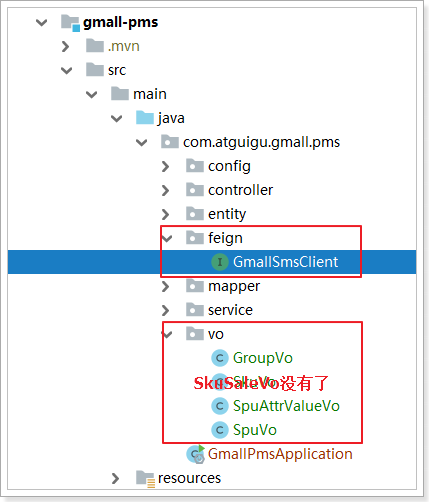 gmall-pms
.mvn
src
main
java
com.atguigu.gmall.pms
config
controller
entity
feign
GmallSmsClient
mapper
service
vo
GroupVo
SkuSaleVo没有了
SpuAttrValueVo
SpuVo
GmallPmsApplication
resources